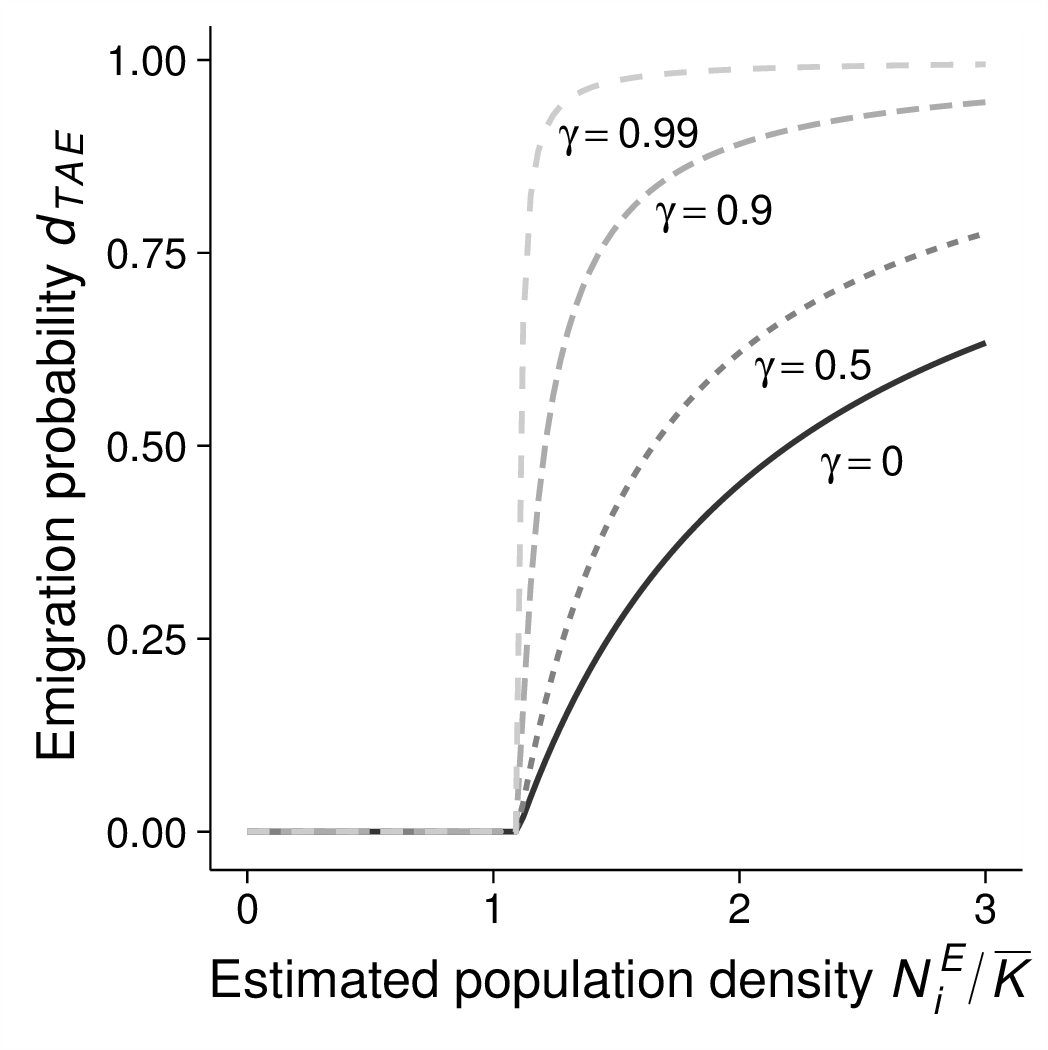 1.00
0.75
0.50
0.25
0.00
Emigration probability d_TAE
γ = 0.99
γ = 0.9
γ = 0.5
γ = 0
0 1 2 3
Estimated population density N_i^E / K̅